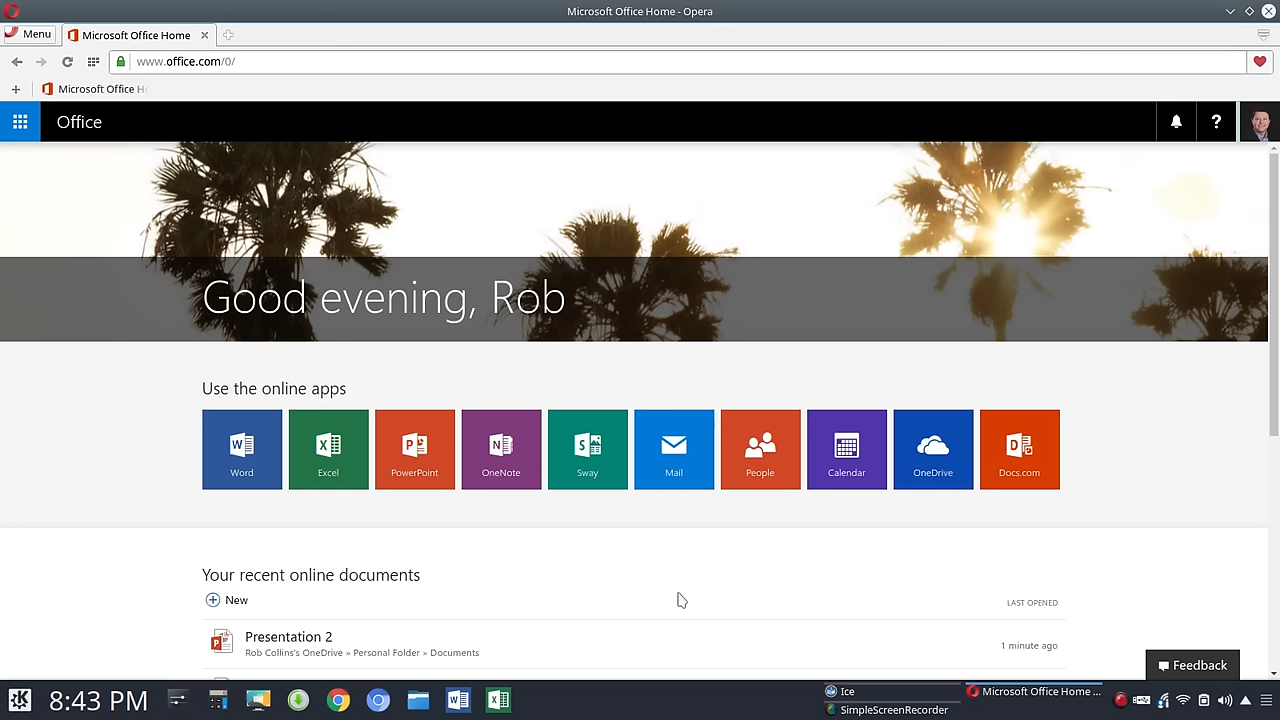 Microsoft Office Home - Opera
Menu
Microsoft Office Home
www.office.com/0/
Microsoft Office H
Office
?
Good evening, Rob
Use the online apps
Word
Excel
PowerPoint
OneNote
Sway
Mail
People
Calendar
OneDrive
Docs.com
Your recent online documents
New
LAST OPENED
Presentation 2
Rob Collins's OneDrive » Personal Folder » Documents
1 minute ago
Feedback
8:43 PM
Ice
Microsoft Office Home ...
SimpleScreenRecorder